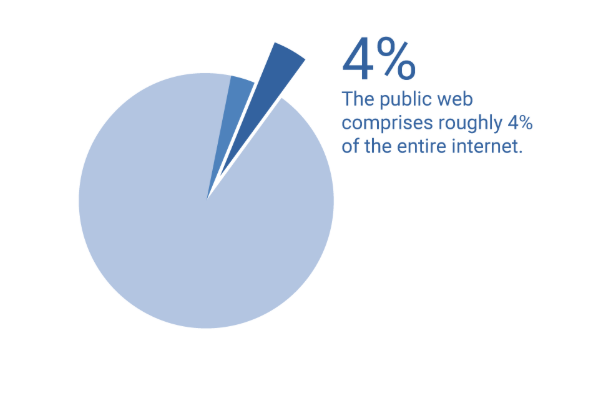 4%
The public web
comprises roughly 4%
of the entire internet.